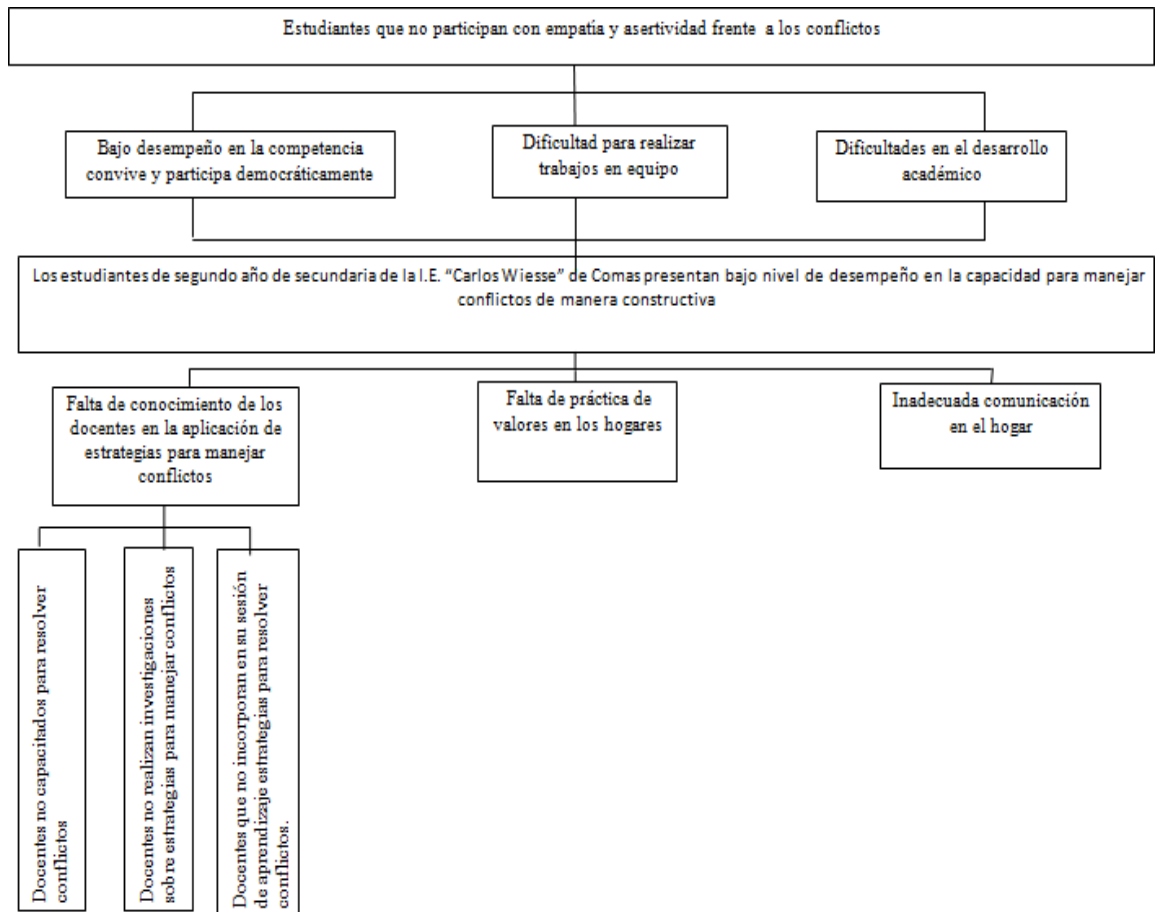 Estudiantes que no participan con empatía y asertividad frente a los conflictos
Bajo desempeño en la competencia
convive y participa democráticamente
Dificultad para realizar
trabajos en equipo
Dificultades en el desarrollo
académico
Los estudiantes de segundo año de secundaria de la I.E. “Carlos Wiesse” de Comas presentan bajo nivel de desempeño en la capacidad para manejar
conflictos de manera constructiva
Falta de conocimiento de los
docentes en la aplicación de
estrategias para manejar
conflictos
Falta de práctica de
valores en los hogares
Inadecuada comunicación
en el hogar
Docentes no capacitados para resolver
conflictos
Docentes no realizan investigaciones
sobre estrategias para manejar conflictos
Docentes que no incorporan en su sesión
de aprendizaje estrategias para resolver
conflictos.